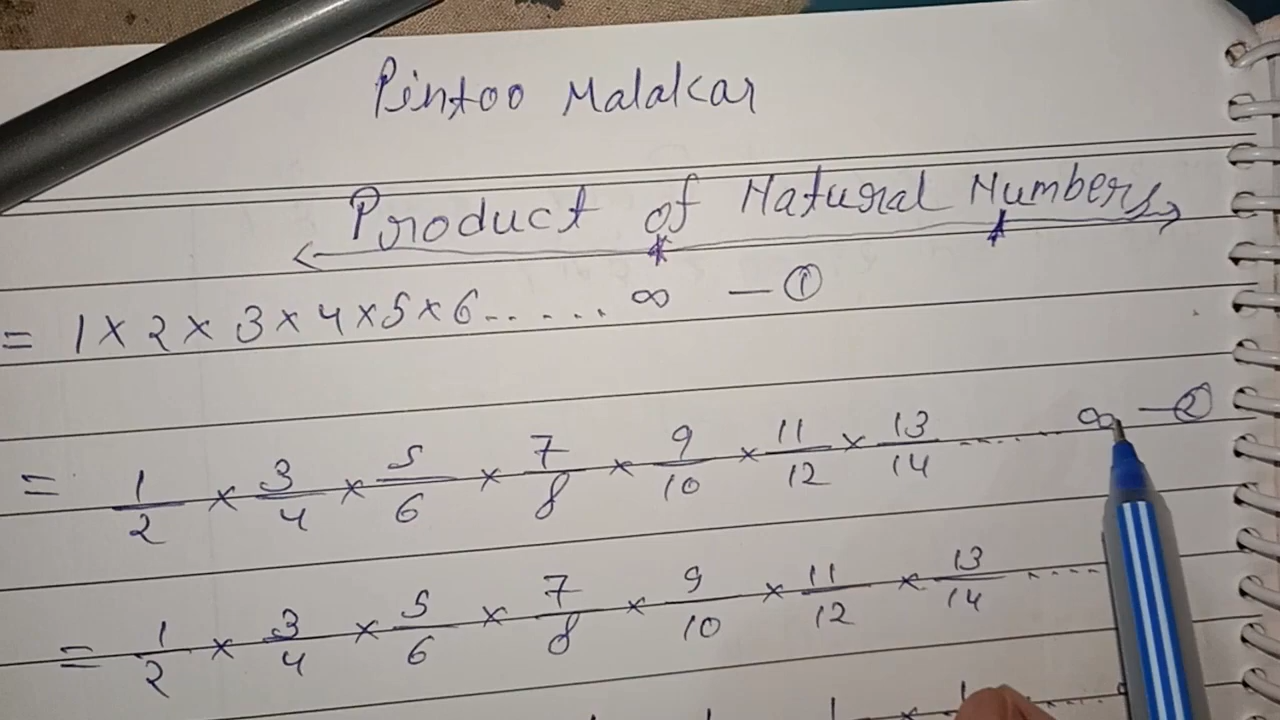 Pintoo Malakar
Product of Natural Numbers
= 1 × 2 × 3 × 4 × 5 × 6 ...... ∞ — ①
= 1/2 × 3/4 × 5/6 × 7/8 × 9/10 × 11/12 × 13/14 ....... ∞ — ②
= 1/2 × 3/4 × 5/6 × 7/8 × 9/10 × 11/12 × 13/14 ....